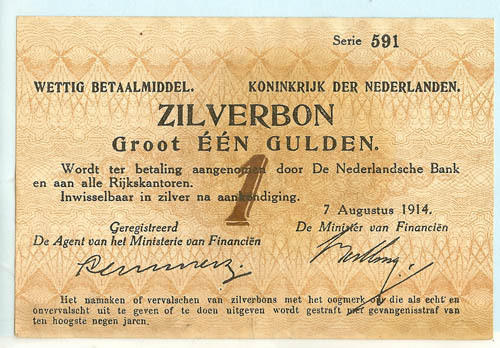 Serie 591
WETTIG BETAALMIDDEL. KONINKRIJK DER NEDERLANDEN.
ZILVERBON
Groot ÉÉN GULDEN.
Wordt ter betaling aangenomen door De Nederlandsche Bank
en aan alle Rijkskantoren.
Inwisselbaar in zilver na aankondiging.
1
7 Augustus 1914.
Geregistreerd De Ministér van Financiën
De Agent van het Ministerie van Financiën
Het namaken of vervalschen van zilverbons met het oogmerk om die als echt en
onvervalscht uit te geven of te doen uitgeven wordt gestraft met gevangenisstraf van
ten hoogste negen jaren.